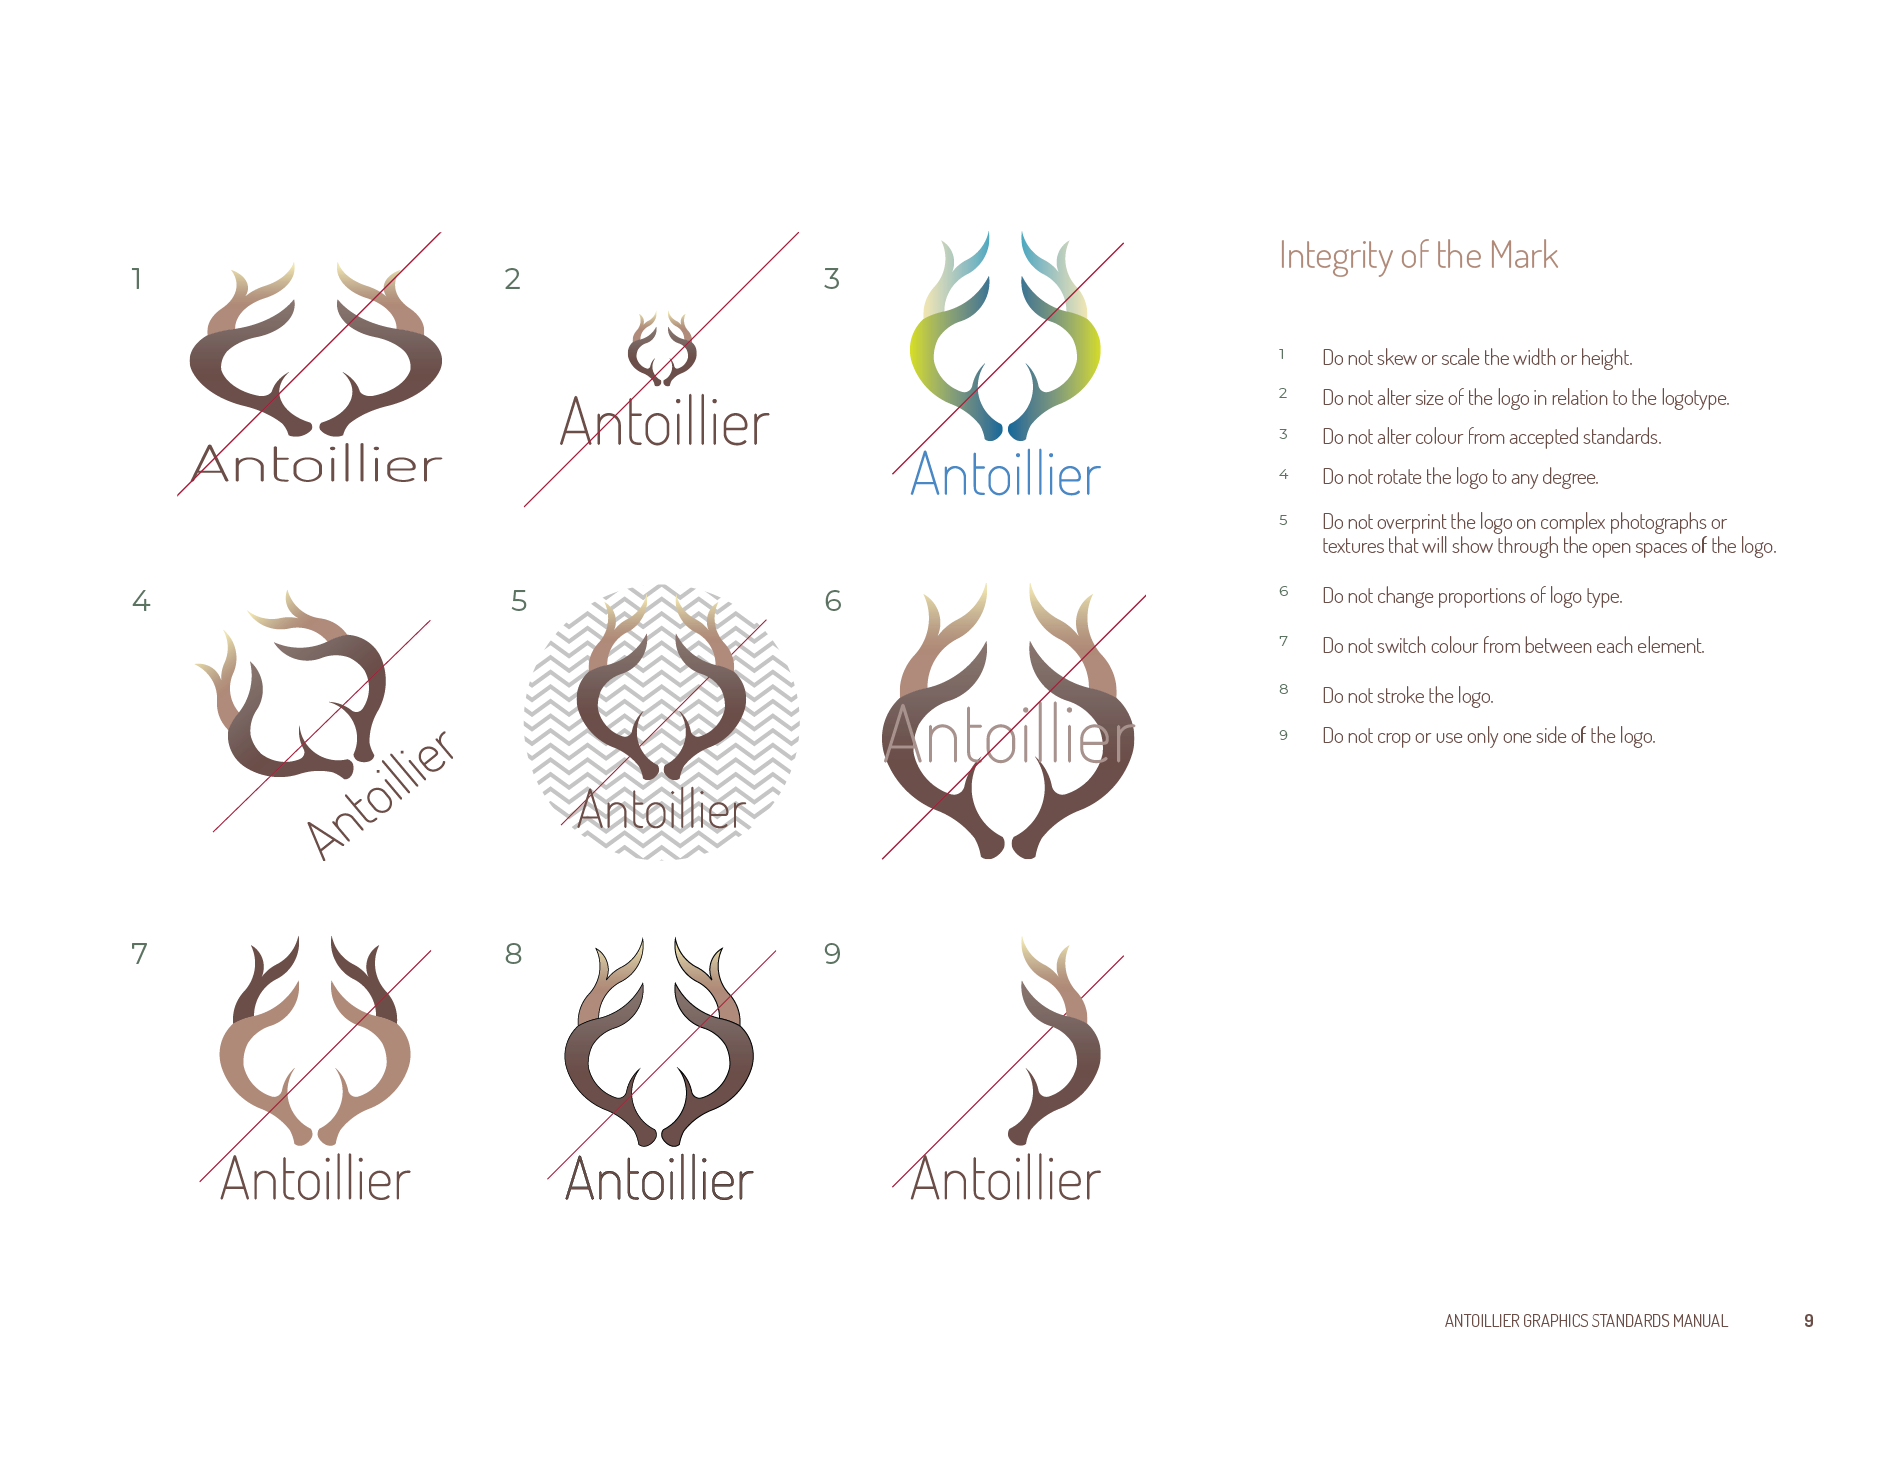 1
Antoillier
2
Antoillier
3
Antoillier
4
Antoillier
5
Antoillier
6
Antoillier
7
Antoillier
8
Antoillier
9
Antoillier
Integrity of the Mark
1 Do not skew or scale the width or height.
2 Do not alter size of the logo in relation to the logotype.
3 Do not alter colour from accepted standards.
4 Do not rotate the logo to any degree.
5 Do not overprint the logo on complex photographs or
textures that will show through the open spaces of the logo.
6 Do not change proportions of logo type.
7 Do not switch colour from between each element.
8 Do not stroke the logo.
9 Do not crop or use only one side of the logo.
ANTOILLIER GRAPHICS STANDARDS MANUAL 9